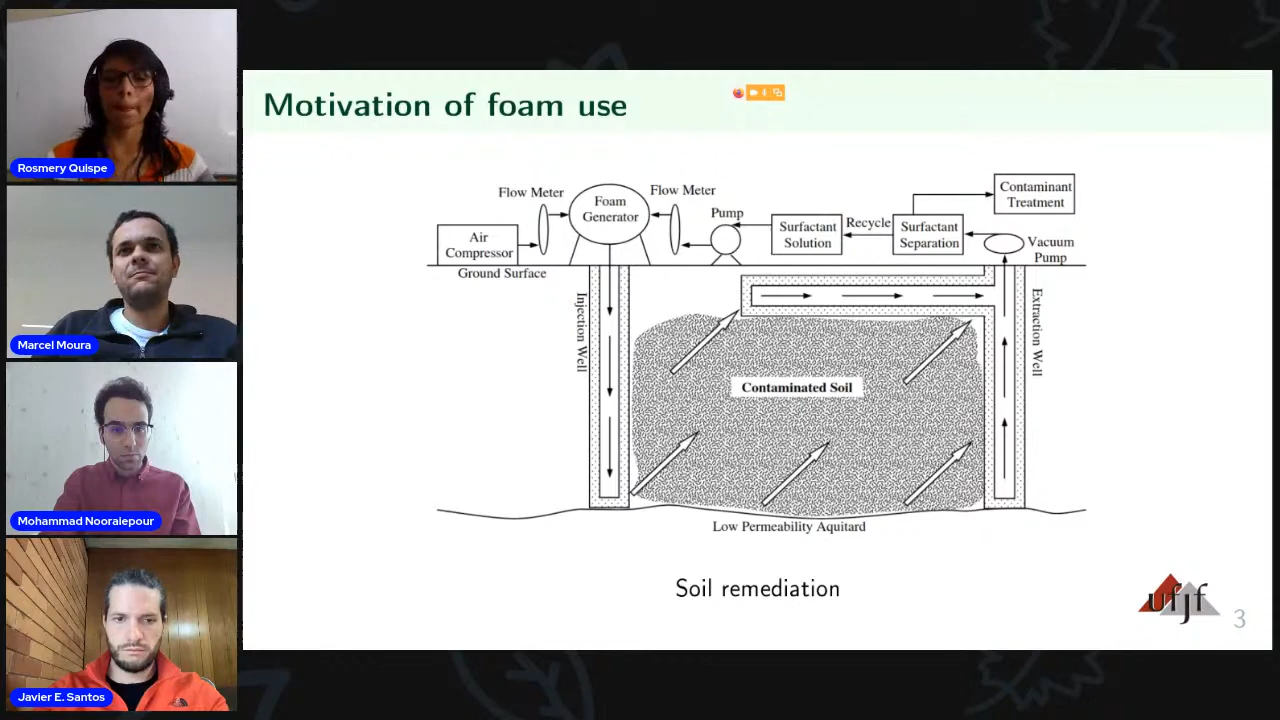 Rosmery Quispe
Marcel Moura
Mohammad Nooraiepour
Javier E. Santos
Motivation of foam use
Flow Meter
Foam
Generator
Flow Meter
Pump
Air
Compressor
Surfactant
Solution
Recycle
Surfactant
Separation
Contaminant
Treatment
Vacuum
Pump
Ground Surface
Injection Well
Extraction Well
Contaminated Soil
Low Permeability Aquitard
Soil remediation
ufjf
3